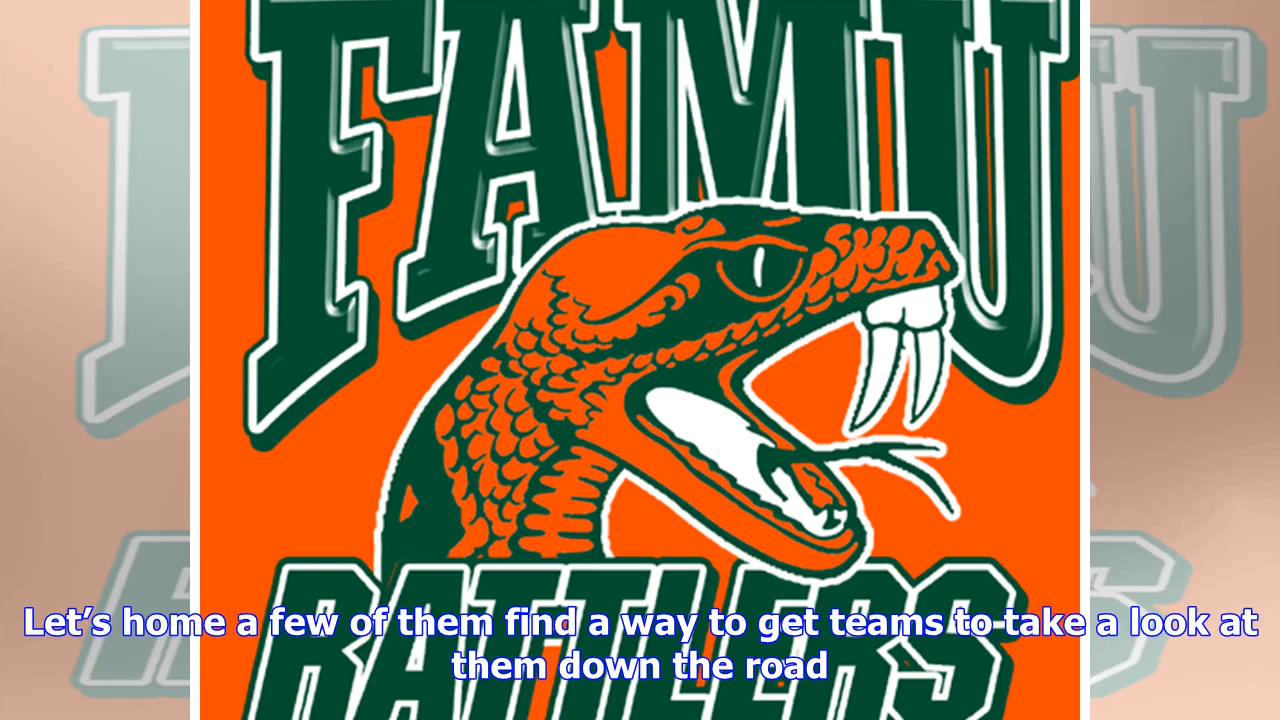 FAMU
RATTLERS
Let’s home a few of them find a way to get teams to take a look at
them down the road